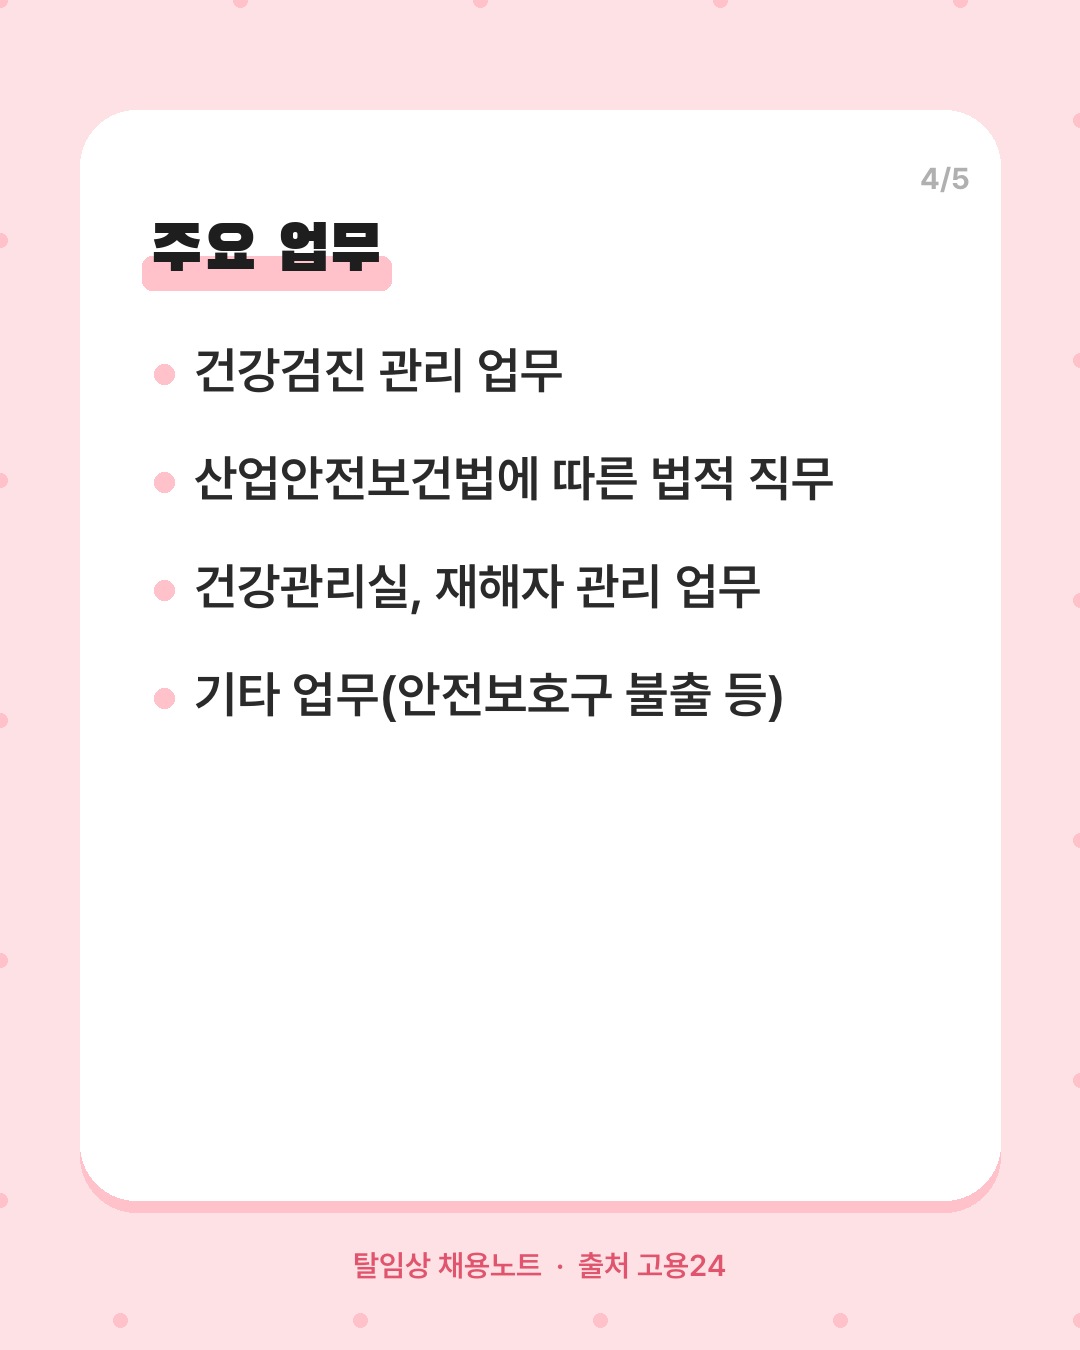 4/5
주요 업무
건강검진 관리 업무
산업안전보건법에 따른 법적 직무
건강관리실, 재해자 관리 업무
기타 업무(안전보호구 불출 등)
탈임상 채용노트 · 출처 고용24